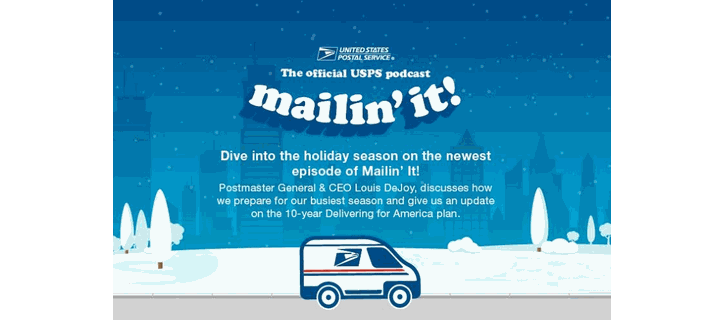 UNITED STATES
POSTAL SERVICE®
The official USPS podcast
mailin' it!
Dive into the holiday season on the newest
episode of Mailin' It!
Postmaster General & CEO Louis DeJoy, discusses how
we prepare for our busiest season and give us an update
on the 10-year Delivering for America plan.